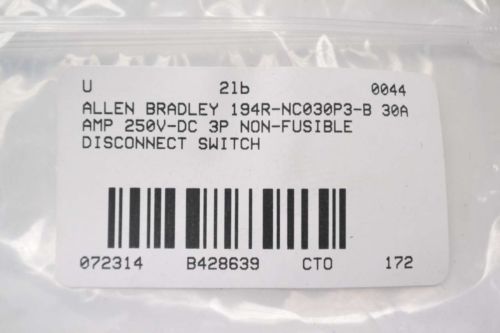 U 2lb 0044
ALLEN BRADLEY 194R-NC030P3-B 30A
AMP 250V-DC 3P NON-FUSIBLE
DISCONNECT SWITCH
072314 B428639 CTO 172